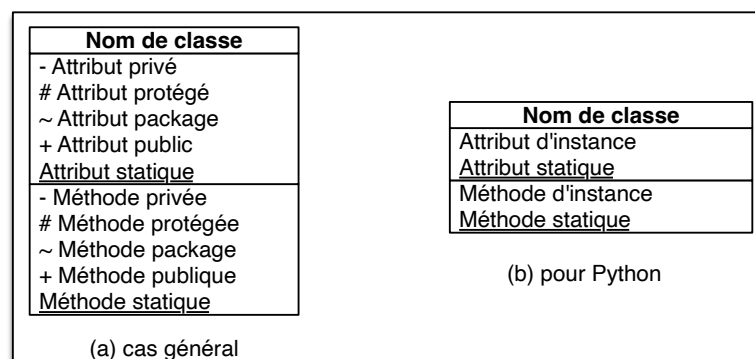 Nom de classe
- Attribut privé
# Attribut protégé
~ Attribut package
+ Attribut public
Attribut statique
- Méthode privée
# Méthode protégée
~ Méthode package
+ Méthode publique
Méthode statique
(a) cas général
Nom de classe
Attribut d'instance
Attribut statique
Méthode d'instance
Méthode statique
(b) pour Python